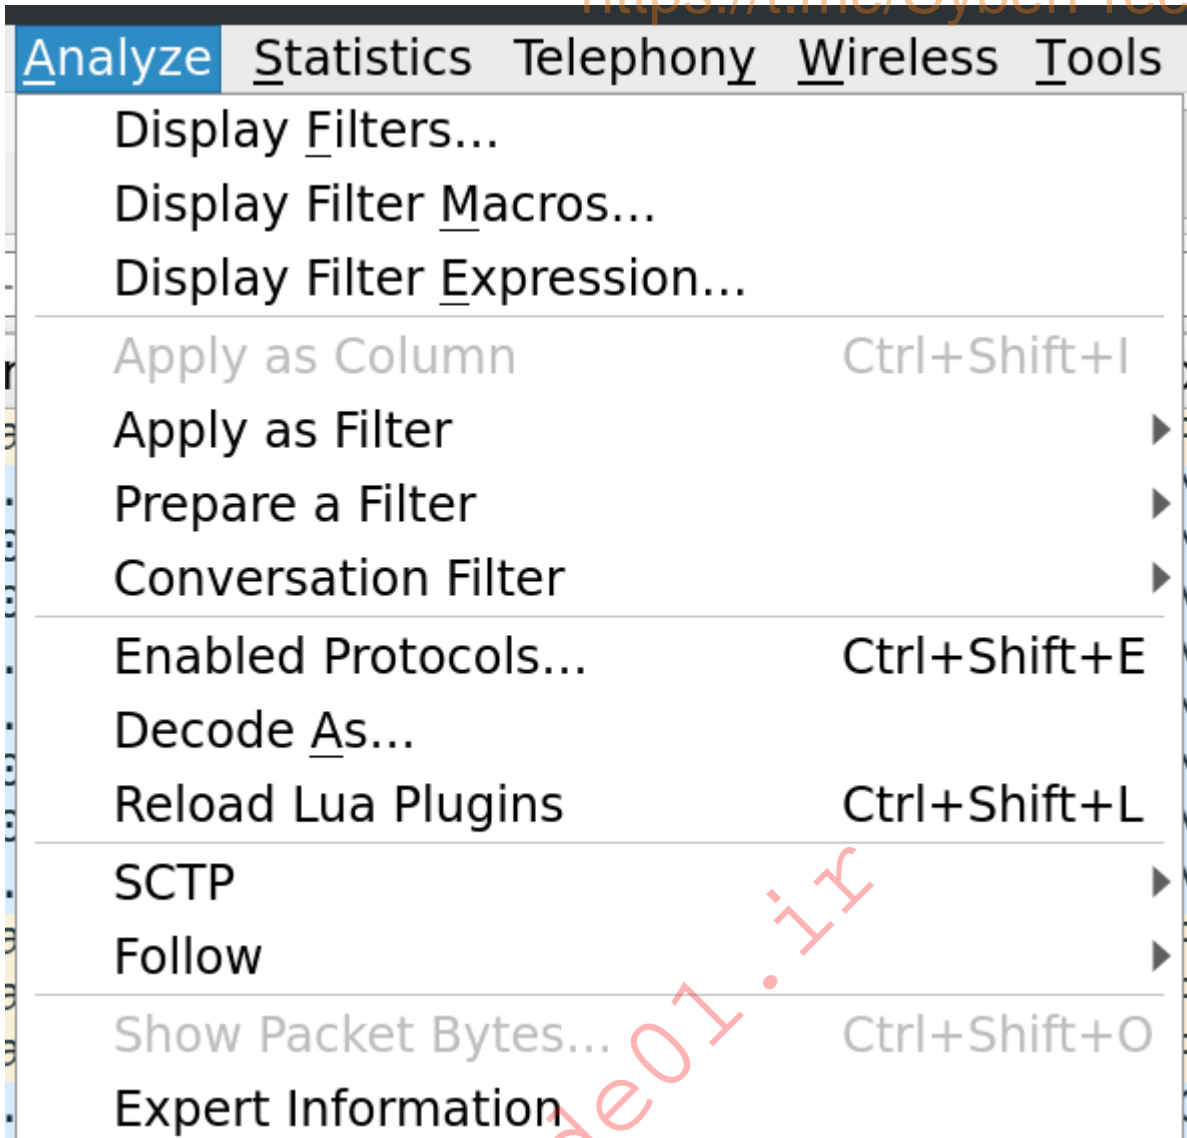 Analyze Statistics Telephony Wireless Tools
Display Filters...
Display Filter Macros...
Display Filter Expression...
Apply as Column Ctrl+Shift+I
Apply as Filter
Prepare a Filter
Conversation Filter
Enabled Protocols... Ctrl+Shift+E
Decode As...
Reload Lua Plugins Ctrl+Shift+L
SCTP
Follow
Show Packet Bytes... Ctrl+Shift+O
Expert Information
de01.ir